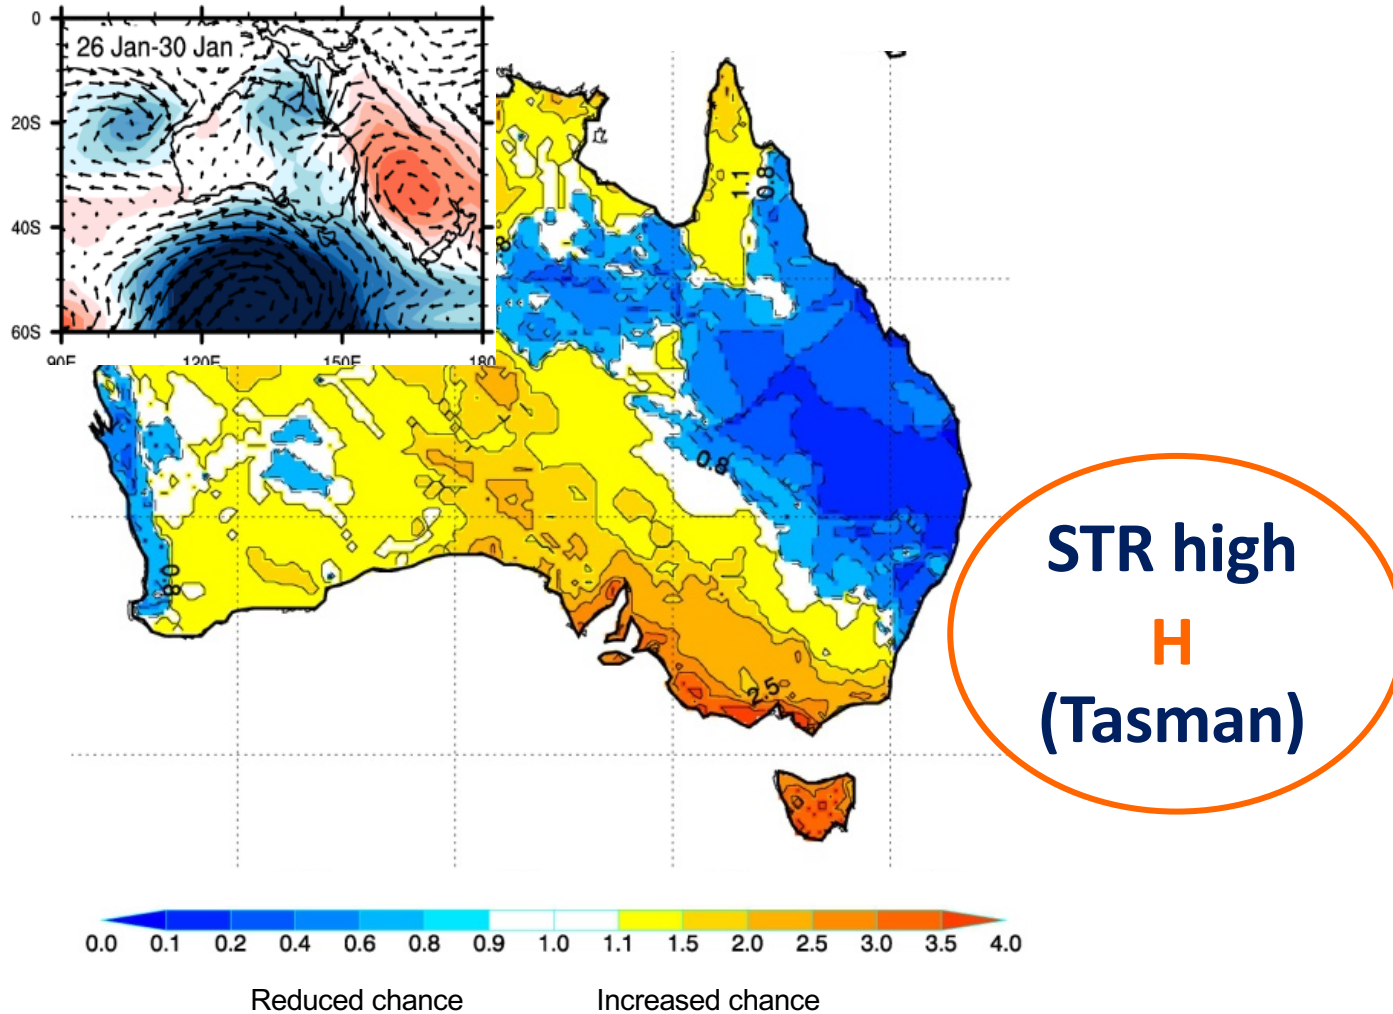 0
26 Jan-30 Jan
20S
40S
60S
90E 120E 150E 180
1.1
0.8
0.8
0.8
2.5
STR high
H
(Tasman)
0.0 0.1 0.2 0.4 0.6 0.8 0.9 1.0 1.1 1.5 2.0 2.5 3.0 3.5 4.0
Reduced chance Increased chance